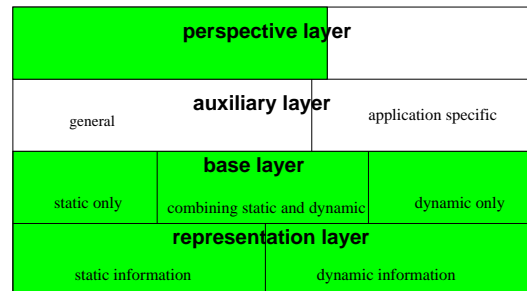 perspective layer
auxiliary layer
general
application specific
base layer
static only
combining static and dynamic
dynamic only
representation layer
static information
dynamic information